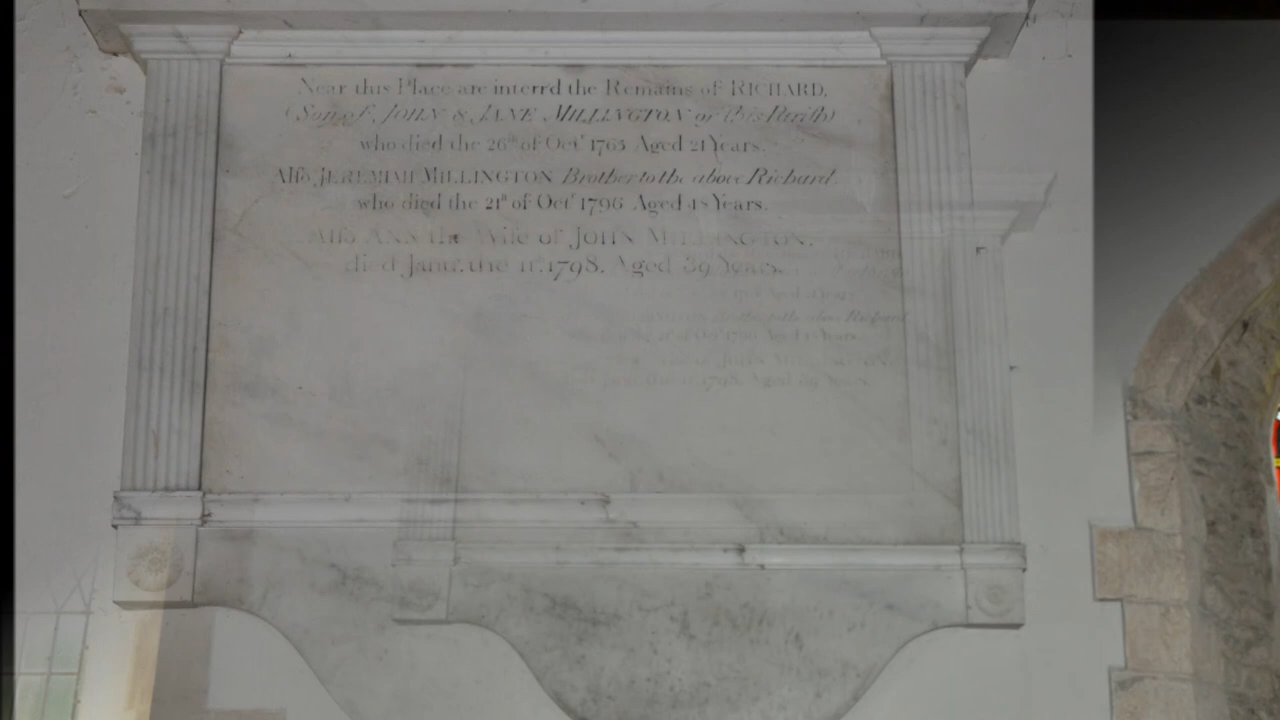 Near this Place are interr'd the Remains of RICHARD,
(Son of JOHN & JANE MILLINGTON of this Parish)
who died the 26th of Octr 1765 Aged 21 Years.
Also JEREMIAH MILLINGTON Brother to the above Richard
who died the 21st of Octr 1796 Aged Years.
Also ANN the Wife of JOHN MILLINGTON,
died Janry. the 11th. 1798. Aged 39 Years.